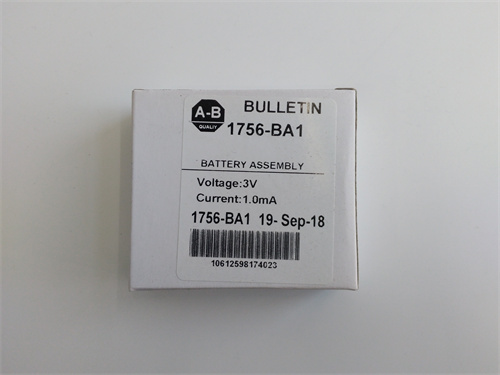 A-B
QUALITY
BULLETIN
1756-BA1
BATTERY ASSEMBLY
Voltage:3V
Current:1.0mA
1756-BA1 19- Sep-18
10612598174023